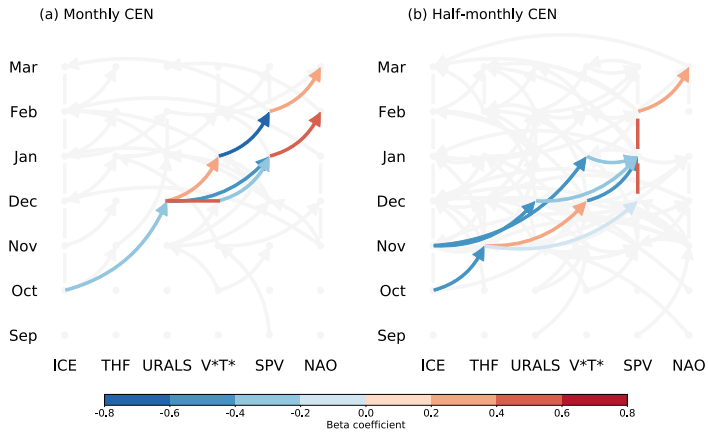 (a) Monthly CEN
(b) Half-monthly CEN
Mar
Feb
Jan
Dec
Nov
Oct
Sep
ICE THF URALS V*T* SPV NAO
Mar
Feb
Jan
Dec
Nov
Oct
Sep
ICE THF URALS V*T* SPV NAO
-0.8 -0.6 -0.4 -0.2 0.0 0.2 0.4 0.6 0.8
Beta coefficient